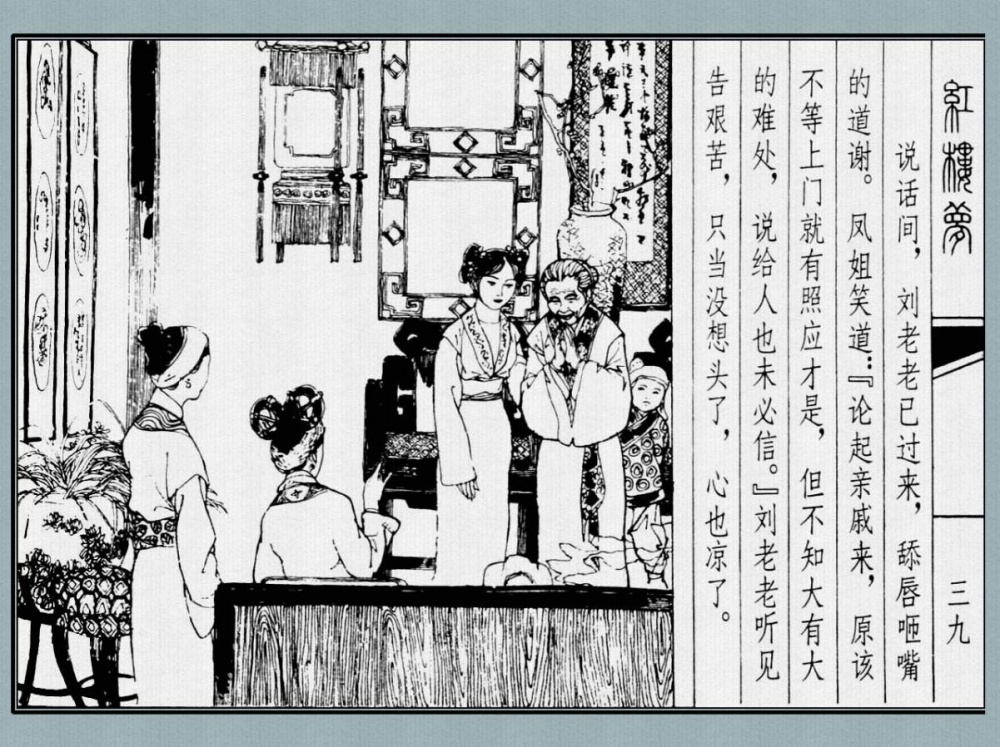 紅樓夢
三九
说话间，刘老老已过来，舔唇咂嘴
的道谢。凤姐笑道：『论起亲戚来，原该
不等上门就有照应才是，但不知大有大
的难处，说给人也未必信。』刘老老听见
告艰苦，只当没想头了，心也凉了。